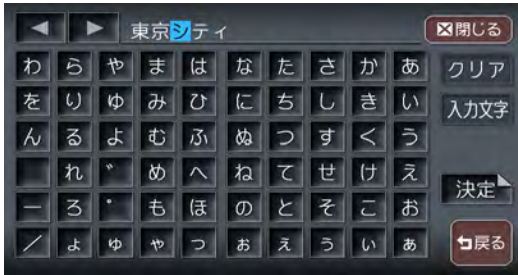 ◀ ▶ 東京シティ ☒閉じる
わ ら や ま は な た さ か あ クリア
を り ゆ み ひ に ち し き い 入力文字
ん る よ む ふ ぬ つ す く う
れ ゛ め へ ね て せ け え
ー ろ ゜ も ほ の と そ こ お 決定
／ ょ ゅ ゃ っ ぉ ぇ ぅ ぃ ぁ 戻る